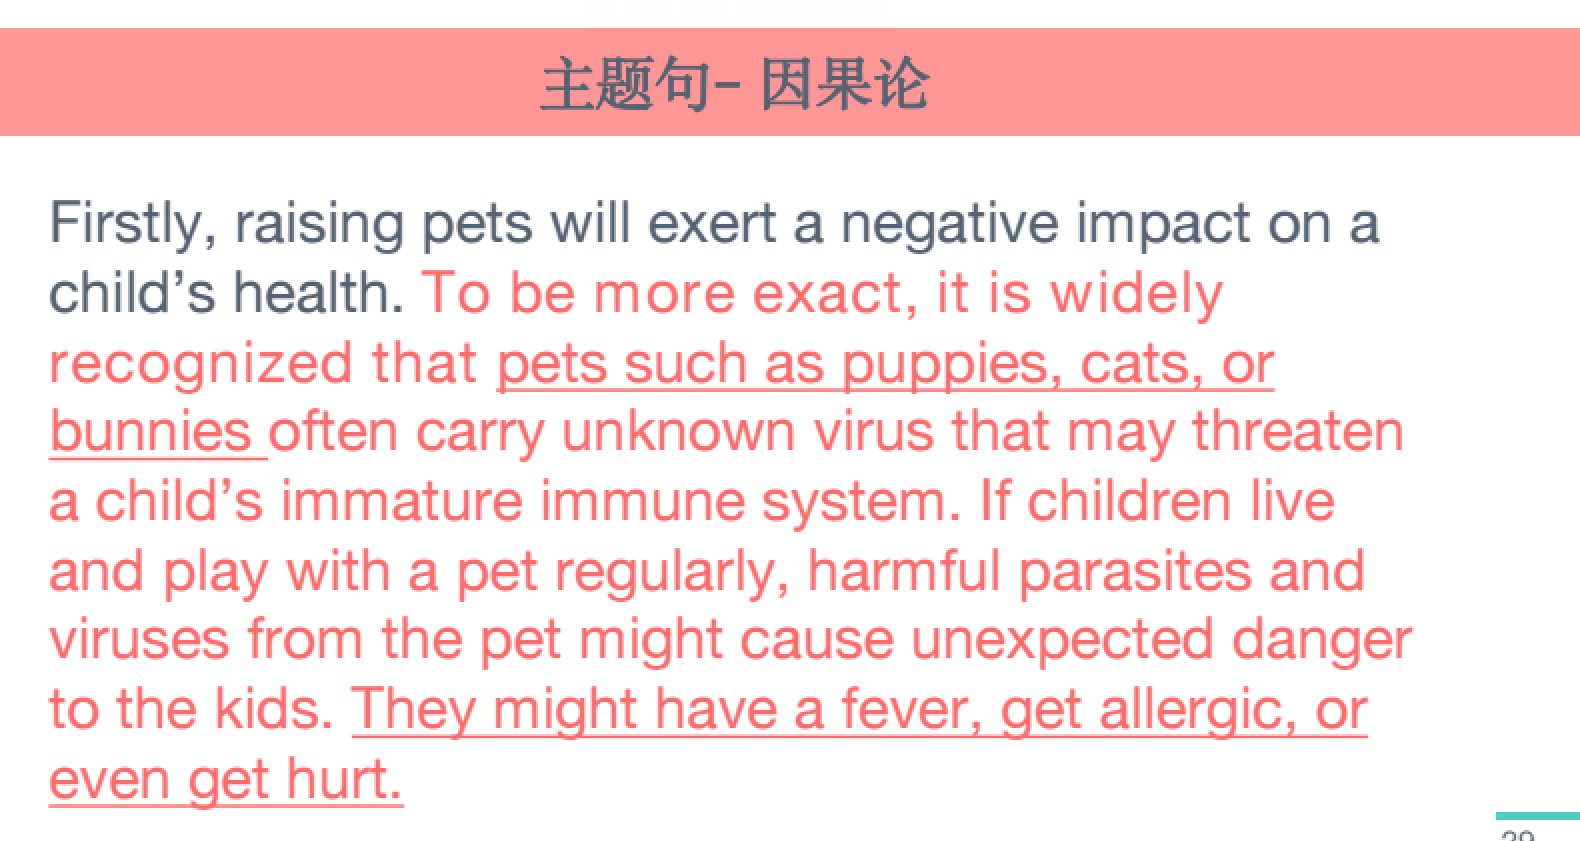 主题句- 因果论
Firstly, raising pets will exert a negative impact on a
child’s health. To be more exact, it is widely
recognized that pets such as puppies, cats, or
bunnies often carry unknown virus that may threaten
a child’s immature immune system. If children live
and play with a pet regularly, harmful parasites and
viruses from the pet might cause unexpected danger
to the kids. They might have a fever, get allergic, or
even get hurt.